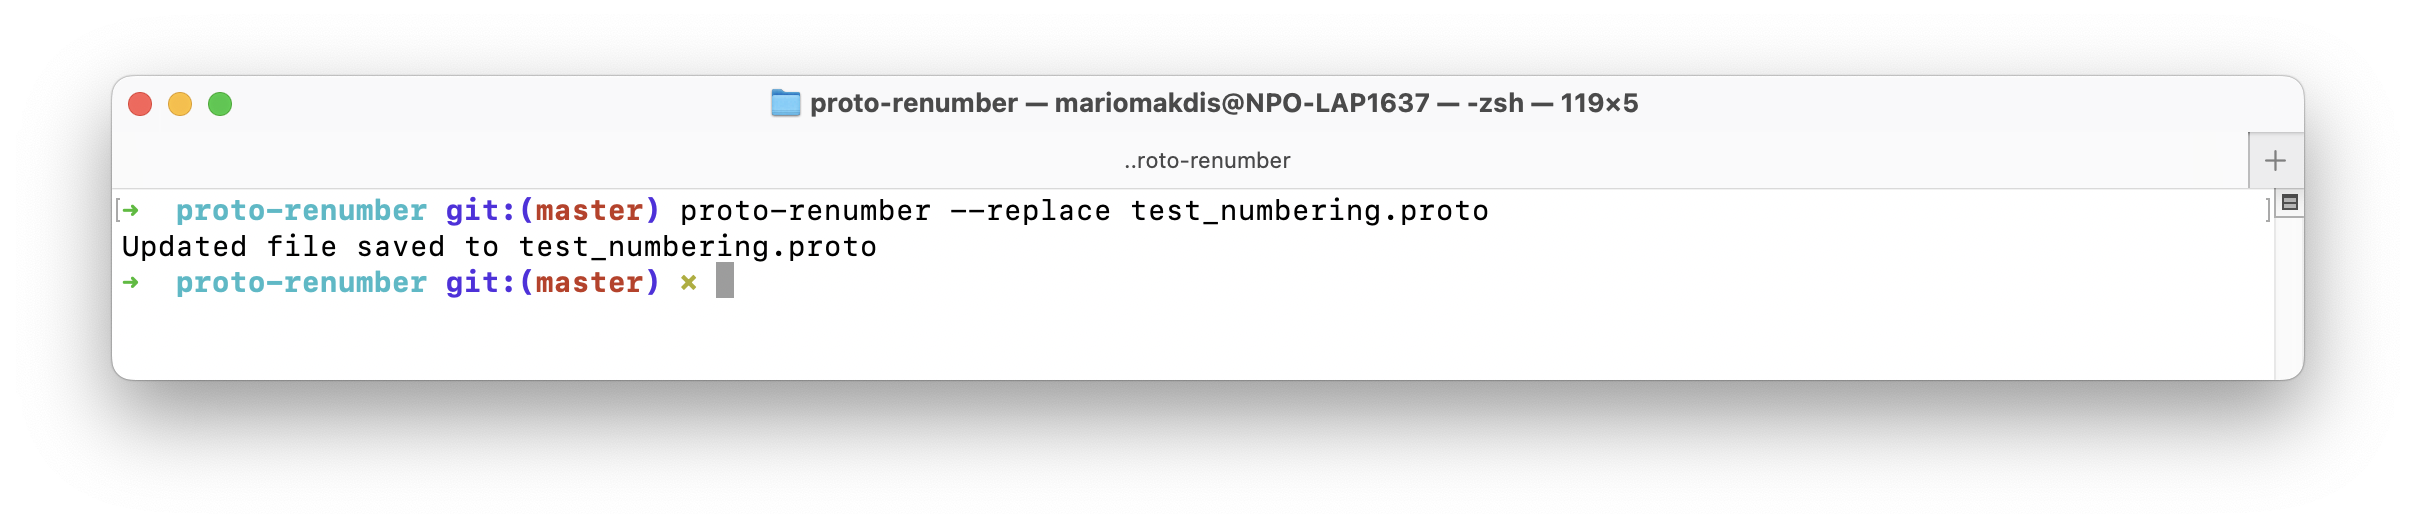 proto-renumber — mariomakdis@NPO-LAP1637 — -zsh — 119×5
..roto-renumber
[➜  proto-renumber git:(master) proto-renumber --replace test_numbering.proto ]
Updated file saved to test_numbering.proto
➜  proto-renumber git:(master) ✗